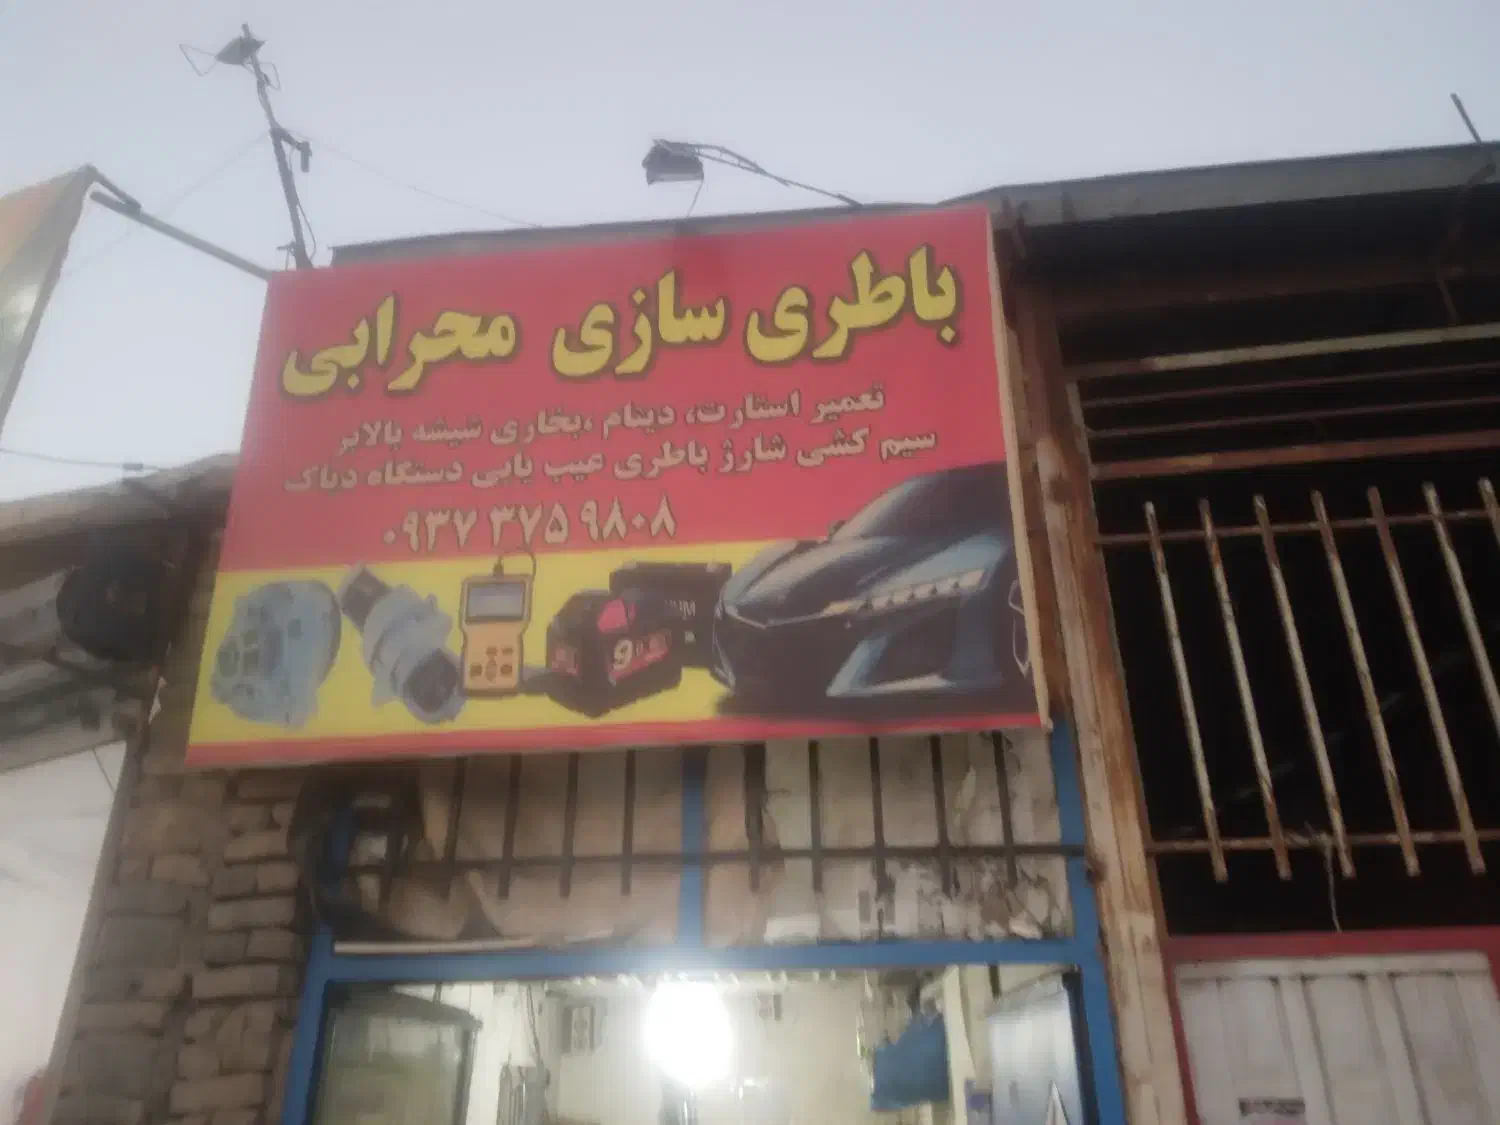 باطری سازی محرابی
تعمیر استارت، دینام ،بخاری شیشه بالابر
سیم کشی شارژ باطری عیب یابی دستگاه دیاگ
۰۹۳۷ ۳۷۵ ۹۸۰۸
9